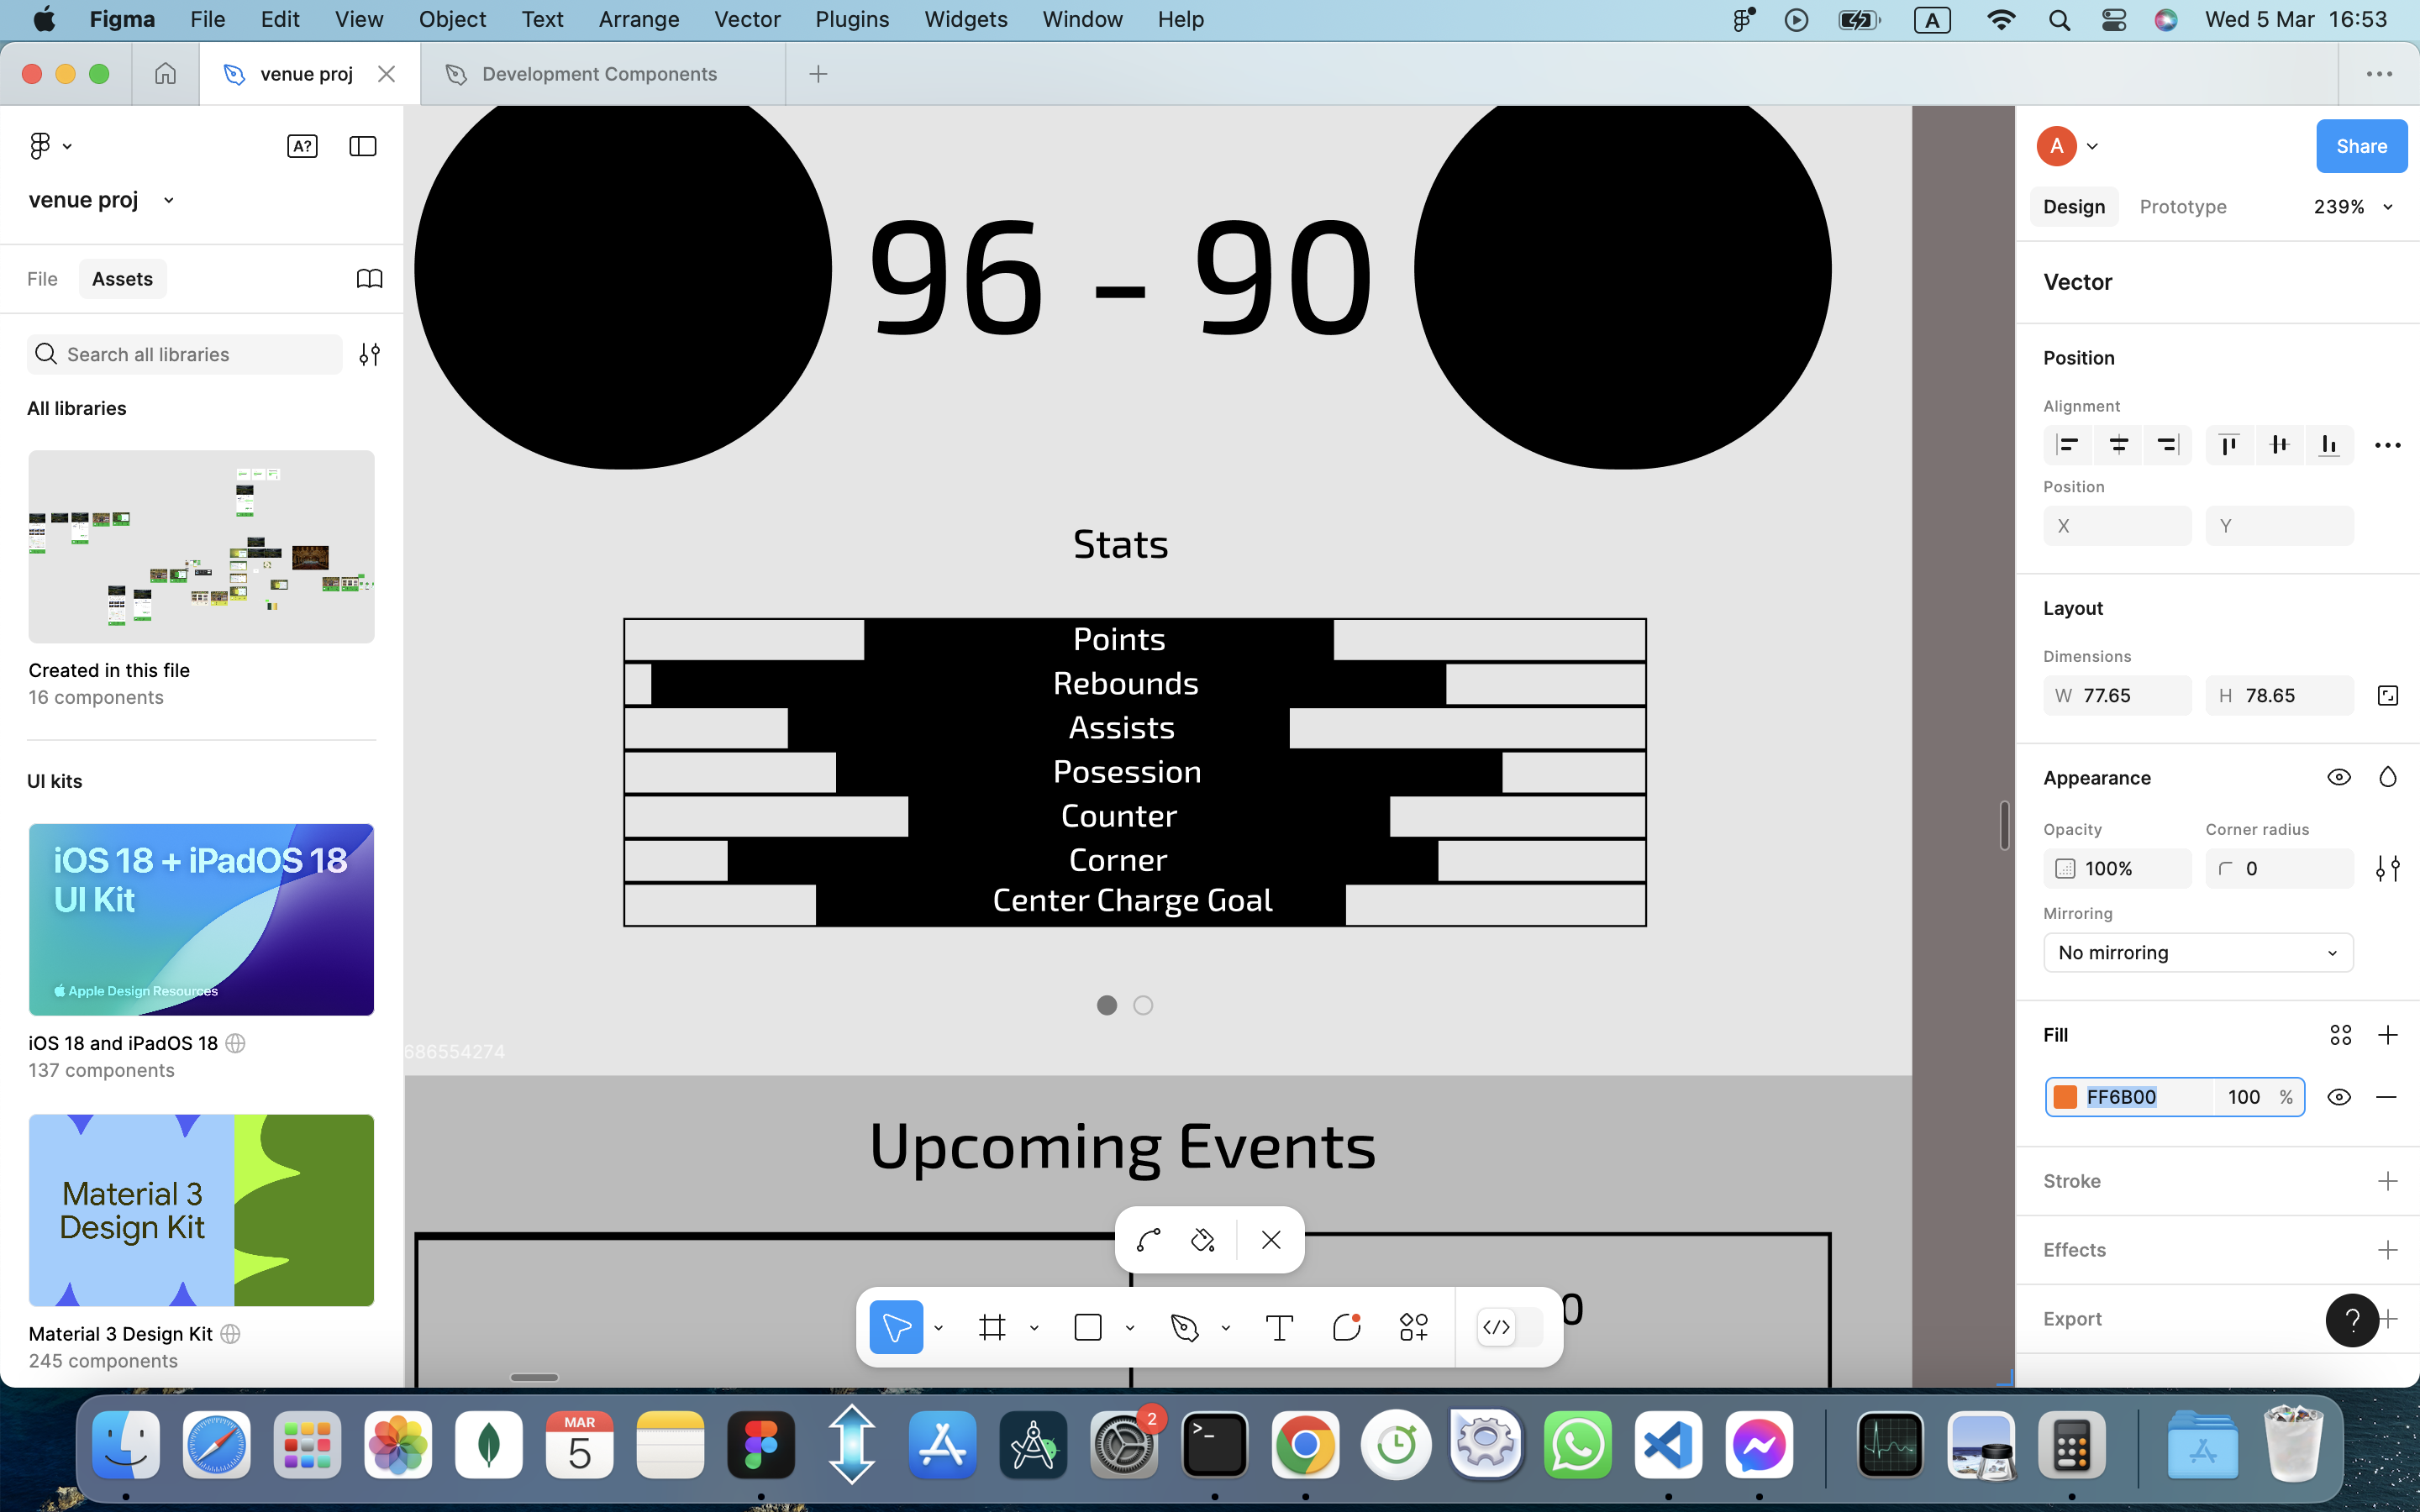 Figma File Edit View Object Text Arrange Vector Plugins Widgets Window Help A Wed 5 Mar 16:53
venue proj Development Components
A?
venue proj
File Assets
Search all libraries
All libraries
Created in this file
16 components
UI kits
iOS 18 + iPadOS 18
UI Kit
Apple Design Resources
iOS 18 and iPadOS 18
137 components
Material 3
Design Kit
Material 3 Design Kit
245 components
96 - 90
Stats
Points
Rebounds
Assists
Posession
Counter
Corner
Center Charge Goal
686554274
Upcoming Events
0
A Share
Design Prototype 239%
Vector
Position
Alignment
Position
X Y
Layout
Dimensions
W 77.65 H 78.65
Appearance
Opacity Corner radius
100% 0
Mirroring
No mirroring
Fill
FF6B00 100 %
Stroke
Effects
Export
?
MAR
5
2
>_